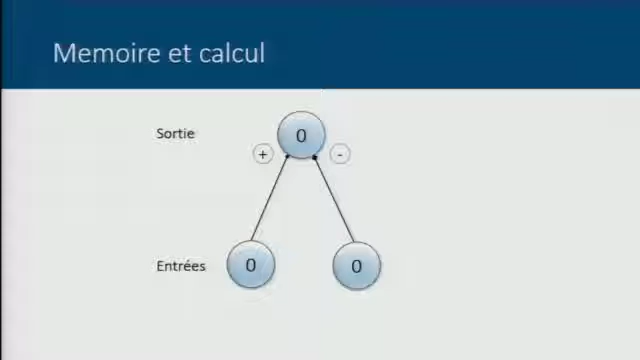 Memoire et calcul
Sortie
0
+
-
Entrées
0
0